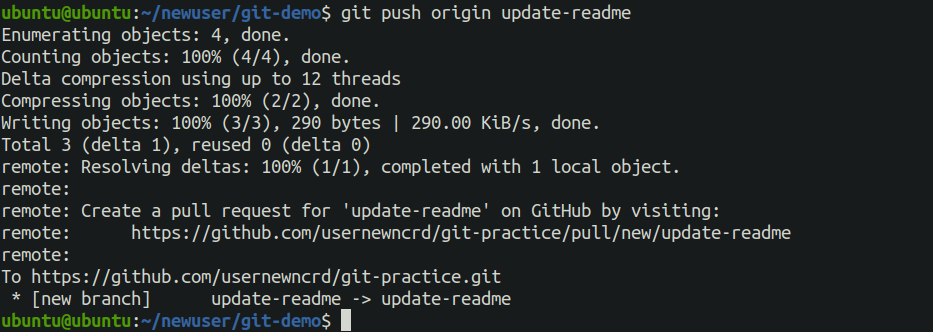 ubuntu@ubuntu:~/newuser/git-demo$ git push origin update-readme
Enumerating objects: 4, done.
Counting objects: 100% (4/4), done.
Delta compression using up to 12 threads
Compressing objects: 100% (2/2), done.
Writing objects: 100% (3/3), 290 bytes | 290.00 KiB/s, done.
Total 3 (delta 1), reused 0 (delta 0)
remote: Resolving deltas: 100% (1/1), completed with 1 local object.
remote:
remote: Create a pull request for 'update-readme' on GitHub by visiting:
remote:      https://github.com/usernewncrd/git-practice/pull/new/update-readme
remote:
To https://github.com/usernewncrd/git-practice.git
 * [new branch]      update-readme -> update-readme
ubuntu@ubuntu:~/newuser/git-demo$